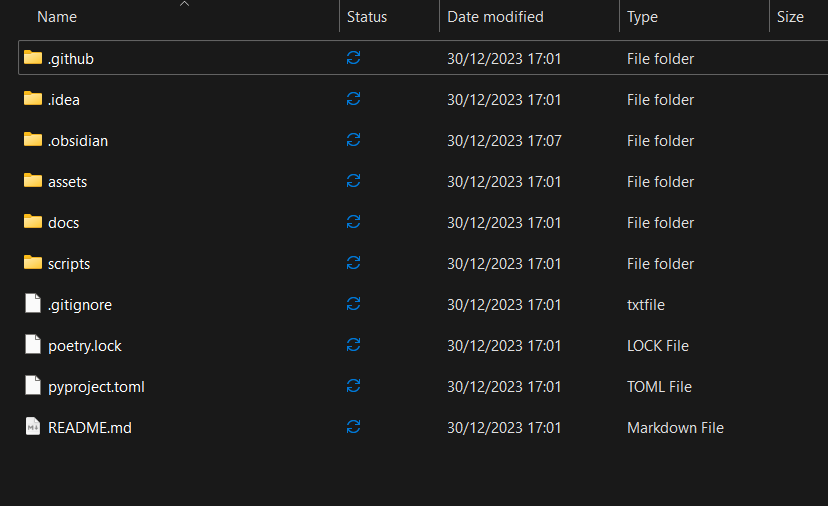 Name Status Date modified Type Size
.github 30/12/2023 17:01 File folder
.idea 30/12/2023 17:01 File folder
.obsidian 30/12/2023 17:07 File folder
assets 30/12/2023 17:01 File folder
docs 30/12/2023 17:01 File folder
scripts 30/12/2023 17:01 File folder
.gitignore 30/12/2023 17:01 txtfile
poetry.lock 30/12/2023 17:01 LOCK File
pyproject.toml 30/12/2023 17:01 TOML File
README.md 30/12/2023 17:01 Markdown File